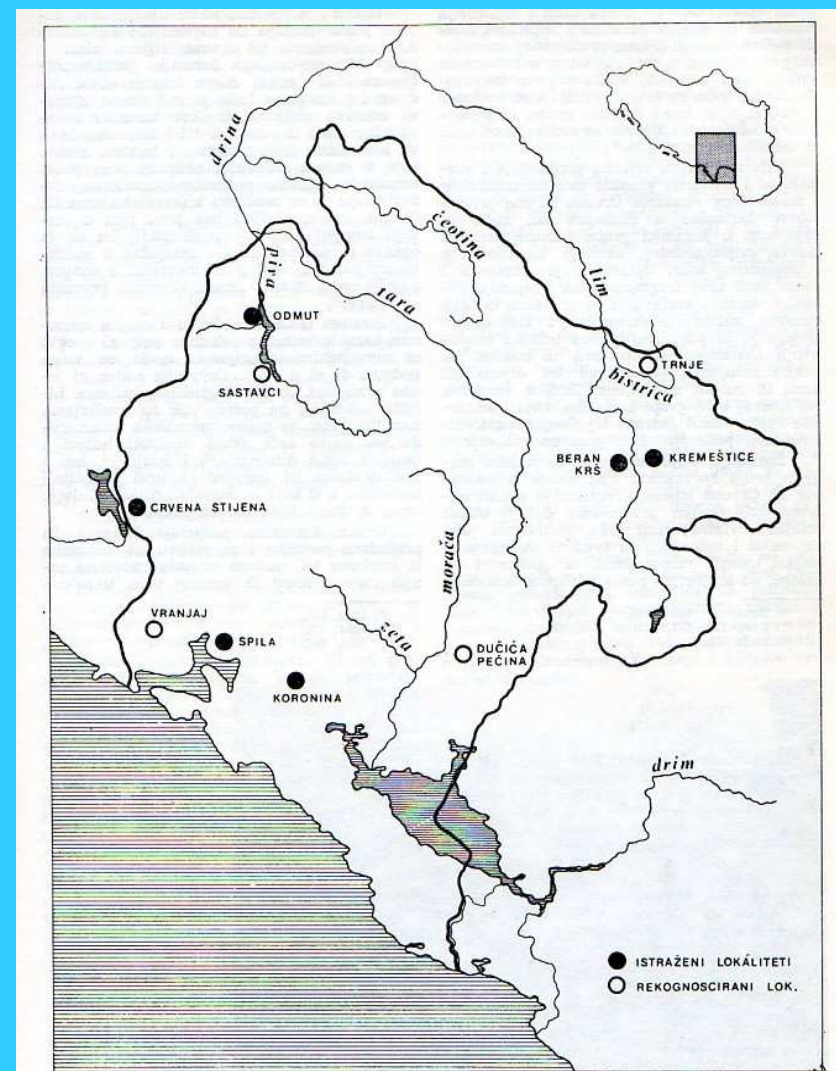 drina
piva
ćeotina
tara
lim
ODMUT
SASTAVCI
TRNJE
bistrica
BERAN
KRŠ
KREMEŠTICE
CRVENA STIJENA
morača
VRANJAJ
SPILA
zeta
DUČIĆA
PEĆINA
KORONINA
drim
ISTRAŽENI LOKALITETI
REKOGNOSCIRANI LOK.